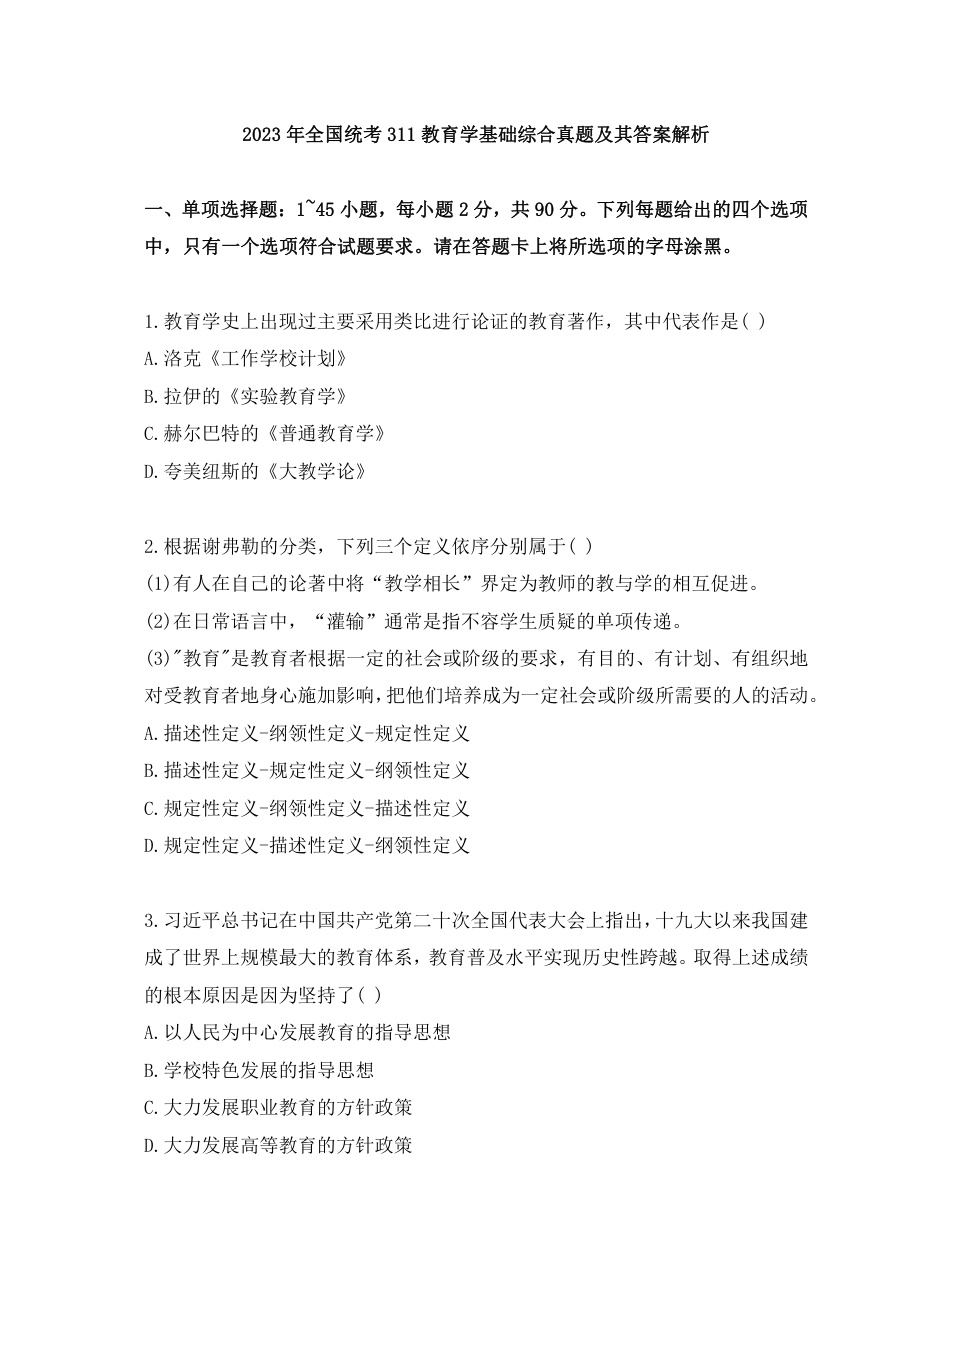 2023 年全国统考 311 教育学基础综合真题及其答案解析
一、单项选择题：1~45 小题，每小题 2 分，共 90 分。下列每题给出的四个选项
中，只有一个选项符合试题要求。请在答题卡上将所选项的字母涂黑。
1.教育学史上出现过主要采用类比进行论证的教育著作，其中代表作是( )
A.洛克《工作学校计划》
B.拉伊的《实验教育学》
C.赫尔巴特的《普通教育学》
D.夸美纽斯的《大教学论》
2.根据谢弗勒的分类，下列三个定义依序分别属于( )
(1)有人在自己的论著中将“教学相长”界定为教师的教与学的相互促进。
(2)在日常语言中，“灌输”通常是指不容学生质疑的单项传递。
(3)"教育"是教育者根据一定的社会或阶级的要求，有目的、有计划、有组织地
对受教育者地身心施加影响,把他们培养成为一定社会或阶级所需要的人的活动。
A.描述性定义-纲领性定义-规定性定义
B.描述性定义-规定性定义-纲领性定义
C.规定性定义-纲领性定义-描述性定义
D.规定性定义-描述性定义-纲领性定义
3.习近平总书记在中国共产党第二十次全国代表大会上指出,十九大以来我国建
成了世界上规模最大的教育体系,教育普及水平实现历史性跨越。取得上述成绩
的根本原因是因为坚持了( )
A.以人民为中心发展教育的指导思想
B.学校特色发展的指导思想
C.大力发展职业教育的方针政策
D.大力发展高等教育的方针政策